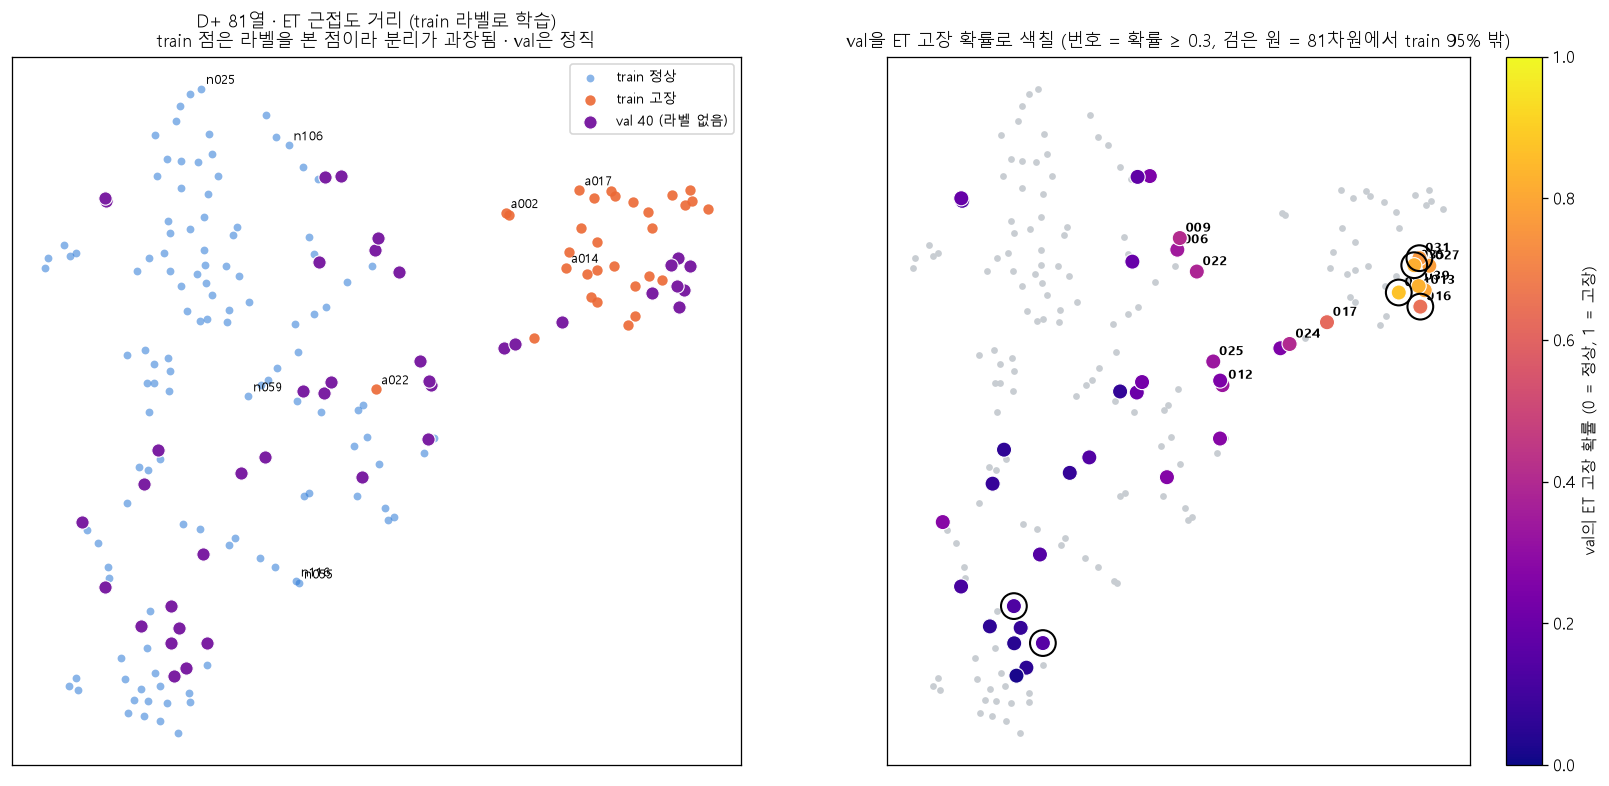 D+ 81열 · ET 근접도 거리 (train 라벨로 학습)
train 점은 라벨을 본 점이라 분리가 과장됨 · val은 정직
train 정상
train 고장
val 40 (라벨 없음)
n025
n106
a017
a002
a014
n059
a022
n116
val을 ET 고장 확률로 색칠 (번호 = 확률 ≥ 0.3, 검은 원 = 81차원에서 train 95% 밖)
009
006
022
031
027
013
016
017
024
025
012
1.0
0.8
0.6
0.4
0.2
0.0
val의 ET 고장 확률 (0 = 정상, 1 = 고장)